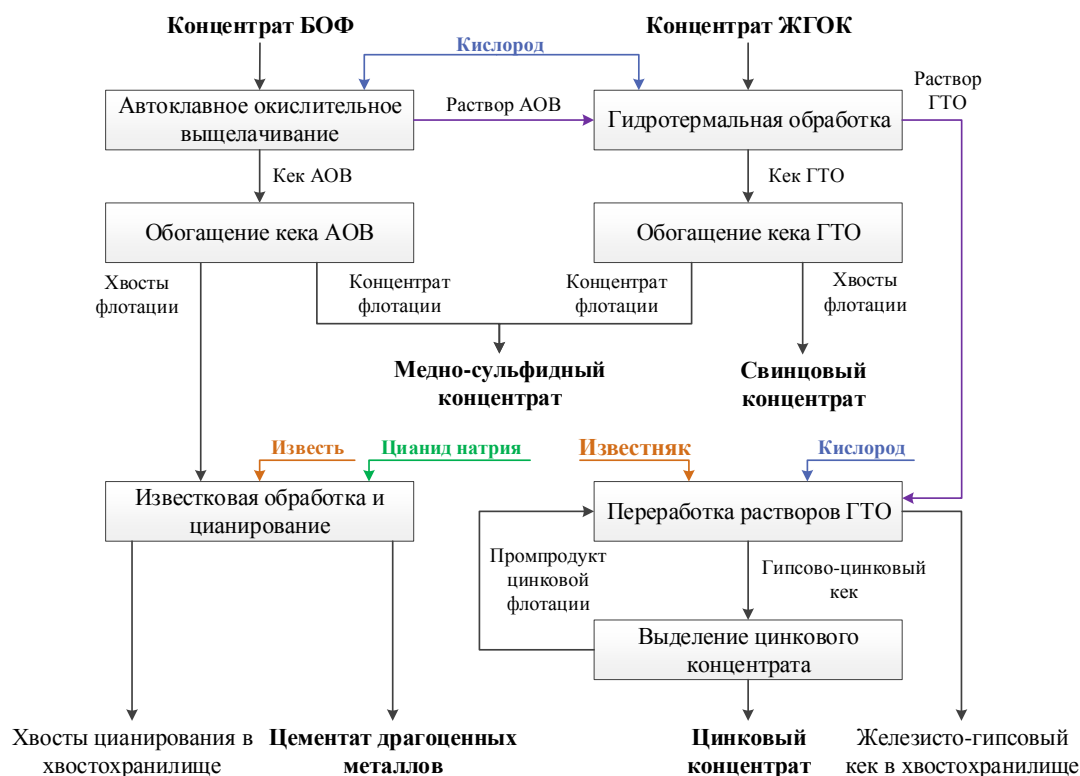 Концентрат БОФ
Концентрат ЖГОК
Кислород
Раствор
ГТО
Автоклавное окислительное
выщелачивание
Раствор АОВ
Гидротермальная обработка
Кек АОВ
Кек ГТО
Обогащение кека АОВ
Обогащение кека ГТО
Хвосты
флотации
Концентрат
флотации
Концентрат
флотации
Хвосты
флотации
Медно-сульфидный
концентрат
Свинцовый
концентрат
Известь
Цианид натрия
Известняк
Кислород
Известковая обработка и
цианирование
Переработка растворов ГТО
Промпродукт
цинковой
флотации
Гипсово-цинковый
кек
Выделение цинкового
концентрата
Хвосты цианирования в
хвостохранилище
Цементат драгоценных
металлов
Цинковый
концентрат
Железисто-гипсовый
кек в хвостохранилище